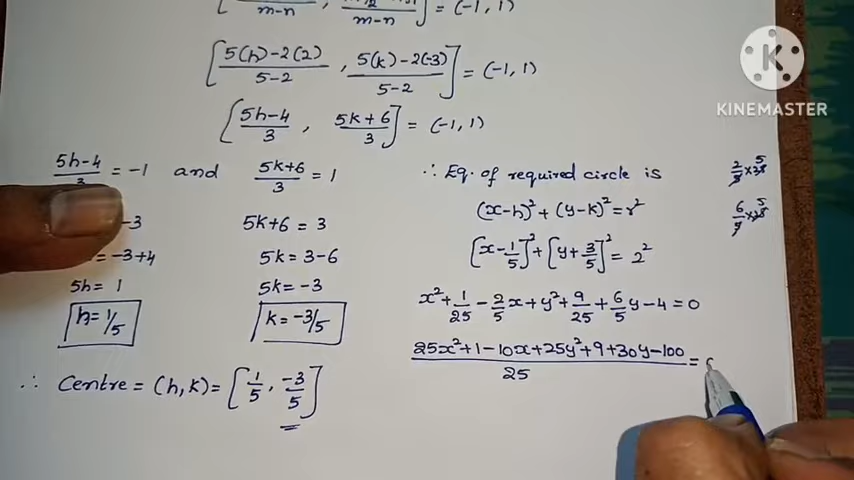 m-n , m-n ] = (-1, 1)
[ 5(h)-2(2) / 5-2 , 5(k)-2(-3) / 5-2 ] = (-1, 1)
[ 5h-4 / 3 , 5k+6 / 3 ] = (-1, 1)
5h-4 / 3 = -1 and 5k+6 / 3 = 1
-3 5k+6 = 3
= -3+4 5k = 3-6
5h = 1 5k = -3
h = 1/5 k = -3/5
∴ Centre = (h, k) = [ 1/5 , -3/5 ]
∴ Eq. of required circle is
(x-h)² + (y-k)² = r²
[x - 1/5]² + [y + 3/5]² = 2²
x² + 1/25 - 2/5 x + y² + 9/25 + 6/5 y - 4 = 0
25x² + 1 - 10x + 25y² + 9 + 30y - 100 / 25 =
KINEMASTER